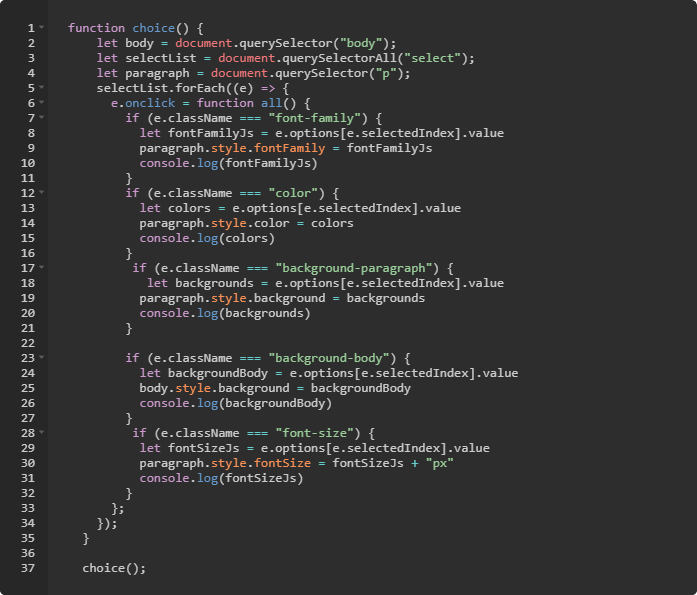 1 function choice() {
2 let body = document.querySelector("body");
3 let selectList = document.querySelectorAll("select");
4 let paragraph = document.querySelector("p");
5 selectList.forEach((e) => {
6 e.onclick = function all() {
7 if (e.className === "font-family") {
8 let fontFamilyJs = e.options[e.selectedIndex].value
9 paragraph.style.fontFamily = fontFamilyJs
10 console.log(fontFamilyJs)
11 }
12 if (e.className === "color") {
13 let colors = e.options[e.selectedIndex].value
14 paragraph.style.color = colors
15 console.log(colors)
16 }
17 if (e.className === "background-paragraph") {
18 let backgrounds = e.options[e.selectedIndex].value
19 paragraph.style.background = backgrounds
20 console.log(backgrounds)
21 }
22
23 if (e.className === "background-body") {
24 let backgroundBody = e.options[e.selectedIndex].value
25 body.style.background = backgroundBody
26 console.log(backgroundBody)
27 }
28 if (e.className === "font-size") {
29 let fontSizeJs = e.options[e.selectedIndex].value
30 paragraph.style.fontSize = fontSizeJs + "px"
31 console.log(fontSizeJs)
32 }
33 };
34 });
35 }
36
37 choice();